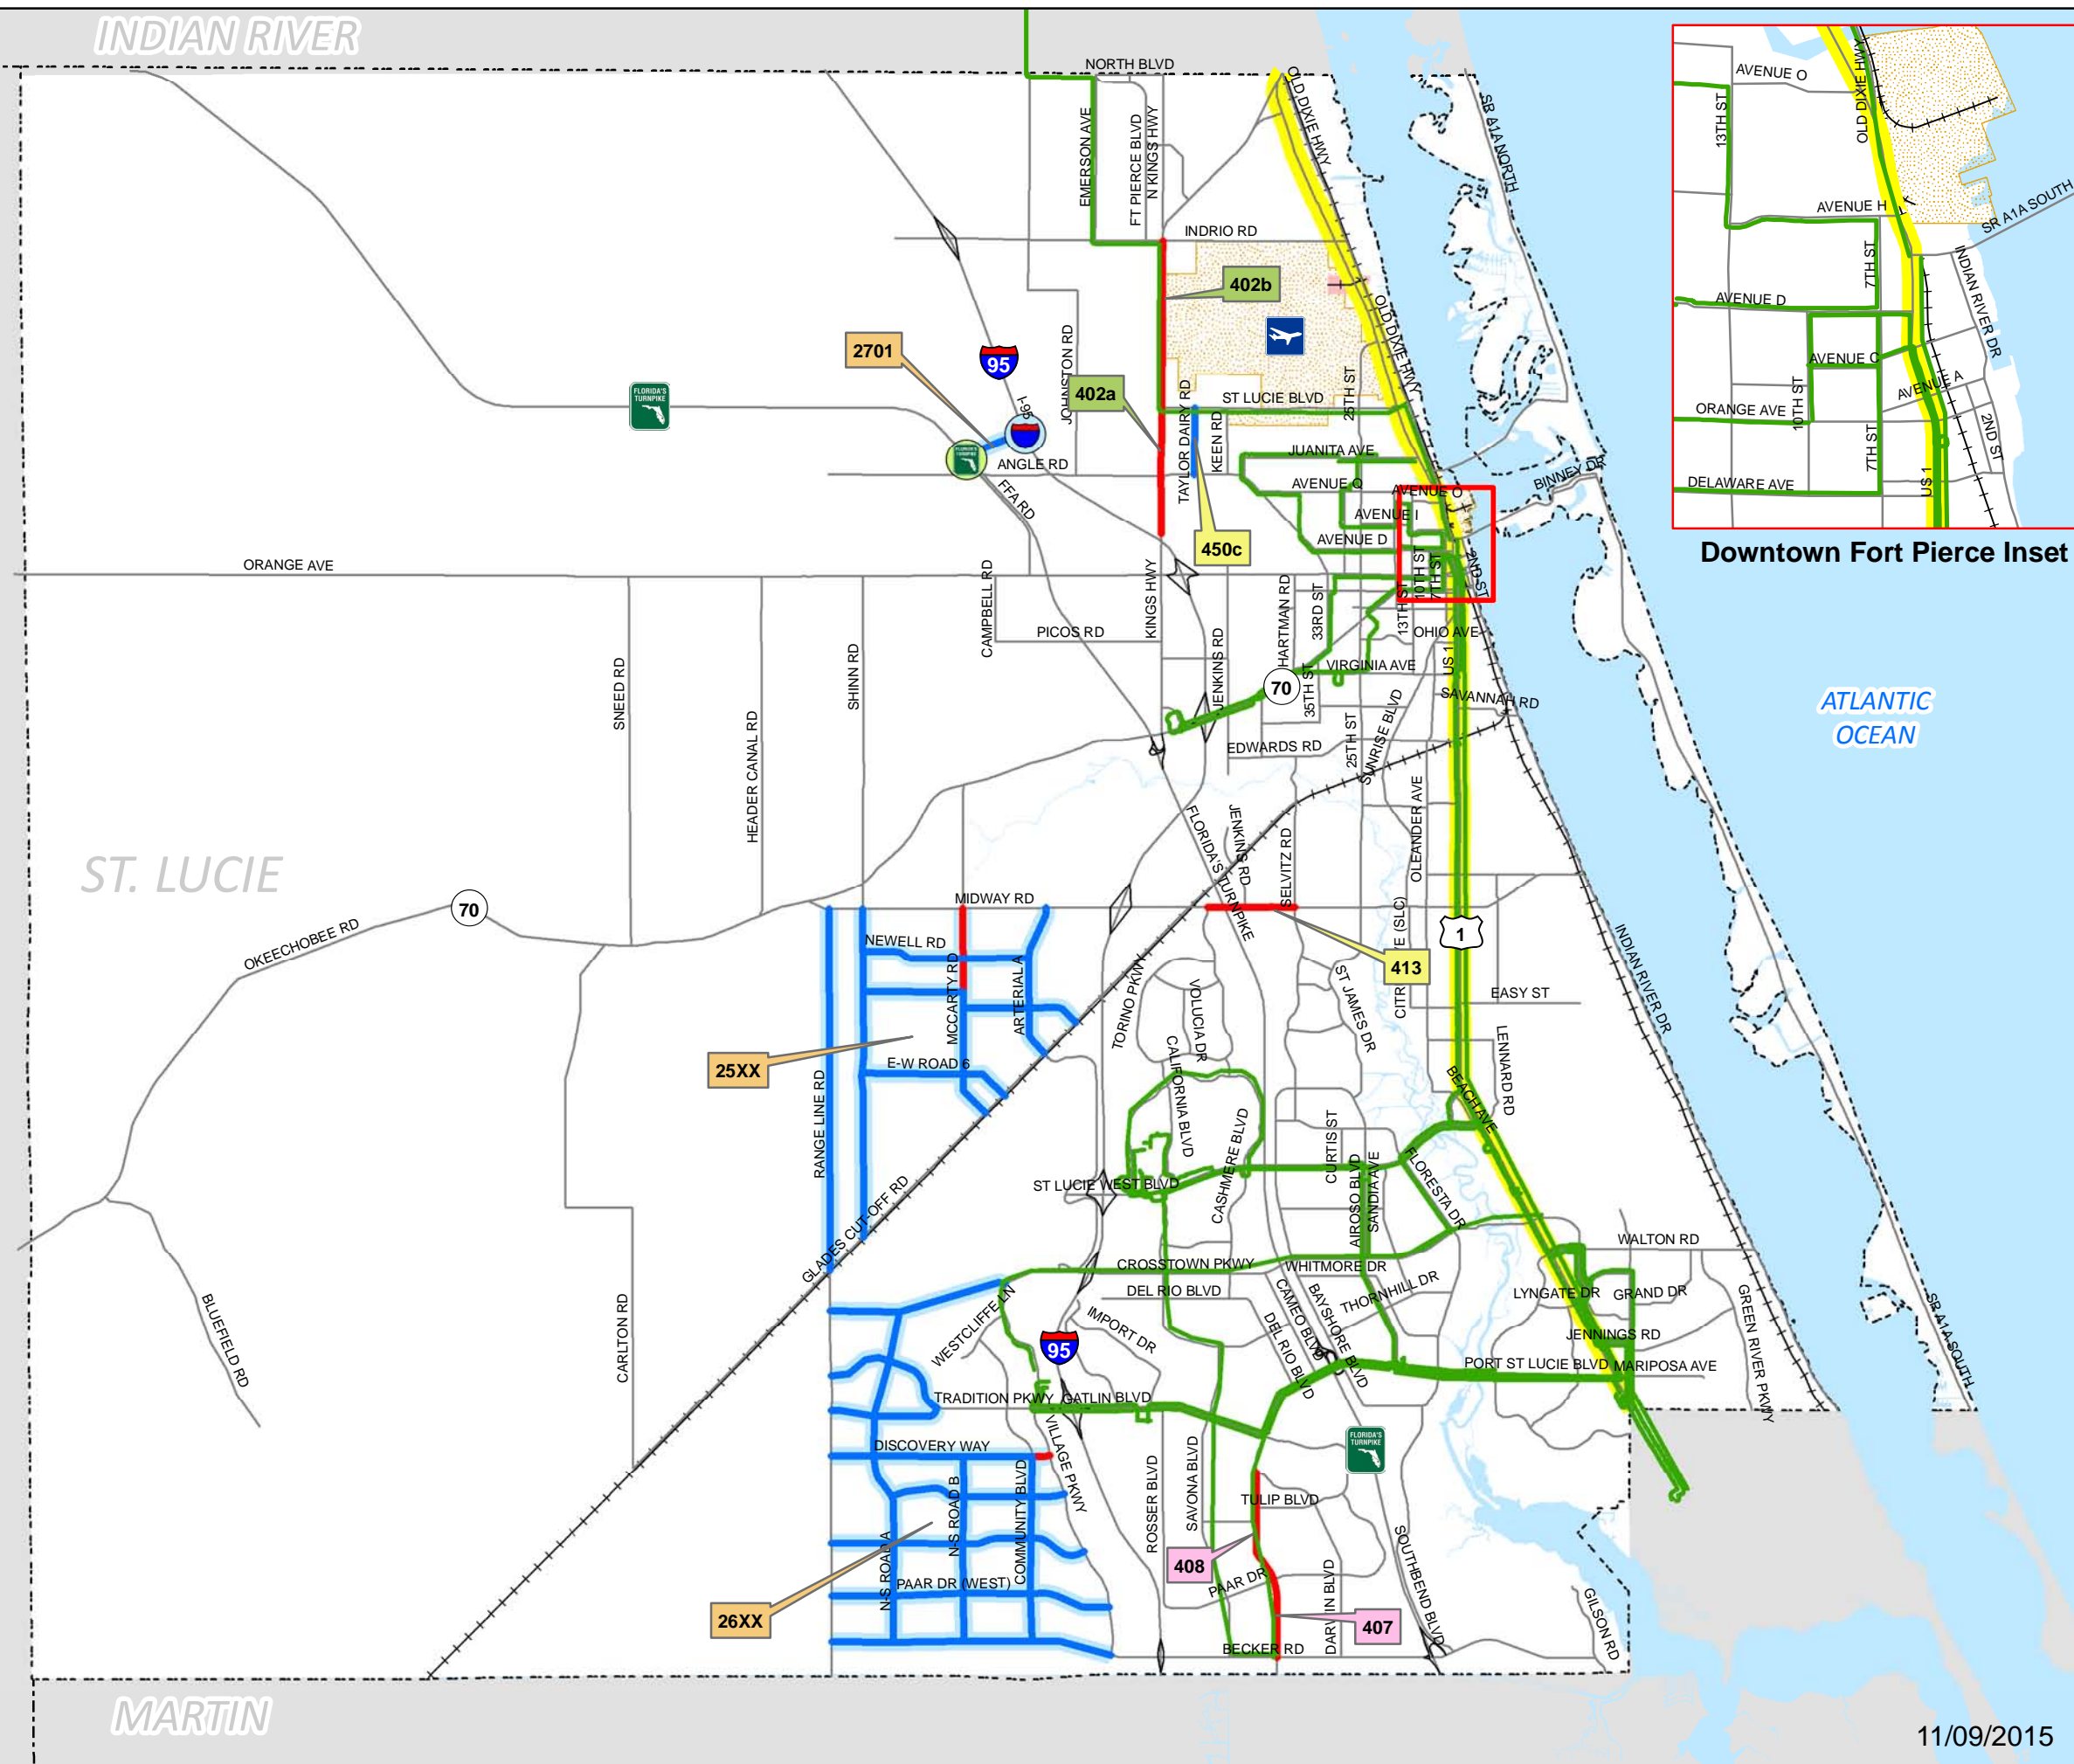 INDIAN RIVER
NORTH BLVD
OLD DIXIE HWY
SR A1A NORTH
EMERSON AVE
FT PIERCE BLVD
N KINGS HWY
INDRIO RD
402b
OLD DIXIE HWY
2701
95
JOHNSTON RD
402a
I-95
FLORIDA'S
TURNPIKE
TAYLOR DAIRY RD
ST LUCIE BLVD
25TH ST
KEEN RD
ANGLE RD
FFA RD
JUANITA AVE
AVENUE Q
AVENUE O
BINNEY DR
AVENUE I
AVENUE D
450c
ORANGE AVE
10TH ST
7TH ST
2ND ST
CAMPBELL RD
KINGS HWY
HARTMAN RD
33RD ST
13TH ST
PICOS RD
OHIO AVE
JENKINS RD
VIRGINIA AVE
US 1
SNEED RD
SHINN RD
70
35TH ST
SAVANNAH RD
HEADER CANAL RD
EDWARDS RD
25TH ST
SUNRISE BLVD
ATLANTIC
OCEAN
FLORIDA'S TURNPIKE
JENKINS RD
SELVITZ RD
OLEANDER AVE
ST. LUCIE
70
OKEECHOBEE RD
MIDWAY RD
NEWELL RD
MCCARTY RD
ARTERIAL A
413
1
INDIAN RIVER DR
TORINO PKWY
VOLUCIA DR
ST JAMES DR
EASY ST
25XX
E-W ROAD 6
CALIFORNIA BLVD
LENNARD RD
BEACH AVE
RANGE LINE RD
CASHMERE BLVD
CURTIS ST
AIROSO BLVD
SANDIA AVE
FLORESTA DR
ST LUCIE WEST BLVD
GLADES CUT-OFF RD
WALTON RD
CROSSTOWN PKWY
WHITMORE DR
DEL RIO BLVD
THORNHILL DR
LYNGATE DR
GRAND DR
BLUEFIELD RD
CARLTON RD
WESTCLIFFE LN
IMPORT DR
CAMEO BLVD
BAYSHORE BLVD
DEL RIO BLVD
JENNINGS RD
GREEN RIVER PKWY
SR A1A SOUTH
95
PORT ST LUCIE BLVD
MARIPOSA AVE
TRADITION PKWY
GATLIN BLVD
DISCOVERY WAY
VILLAGE PKWY
FLORIDA'S
TURNPIKE
ROSSER BLVD
SAVONA BLVD
TULIP BLVD
N-S ROAD A
N-S ROAD B
COMMUNITY BLVD
408
PAAR DR (WEST)
PAAR DR
SOUTHBEND BLVD
26XX
407
GILSON RD
BECKER RD
MARTIN
11/09/2015
AVENUE O
OLD DIXIE HWY
13TH ST
AVENUE H
SR A1A SOUTH
7TH ST
INDIAN RIVER DR
AVENUE D
AVENUE C
AVENUE A
ORANGE AVE
10TH ST
2ND ST
7TH ST
DELAWARE AVE
US 1
Downtown Fort Pierce Inset